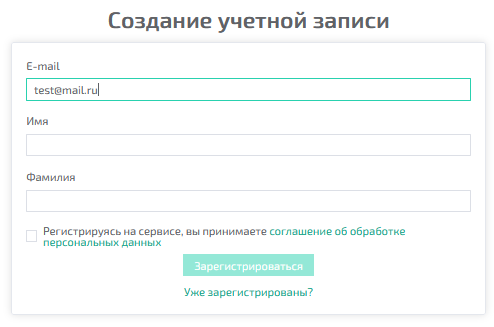 Создание учетной записи
E-mail
test@mail.ru
Имя
Фамилия
Регистрируясь на сервисе, вы принимаете соглашение об обработке
персональных данных
Зарегистрироваться
Уже зарегистрированы?